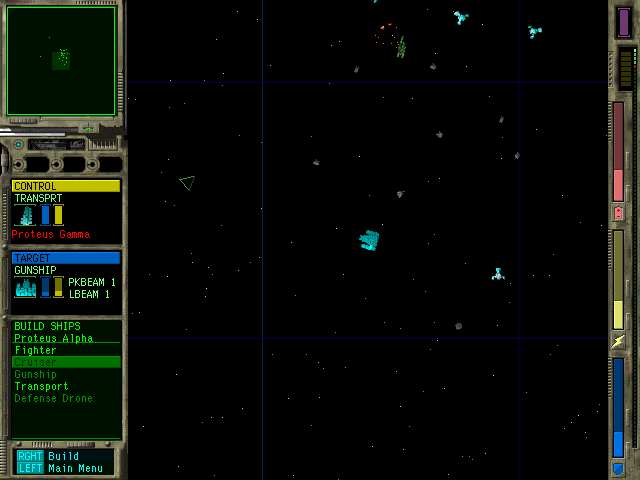 CONTROL
TRANSPRT
Proteus Gamma
TARGET
GUNSHIP
PKBEAM 1
LBEAM 1
BUILD SHIPS
Proteus Alpha
Fighter
Cruiser
Gunship
Transport
Defense Drone
RGHT Build
LEFT Main Menu